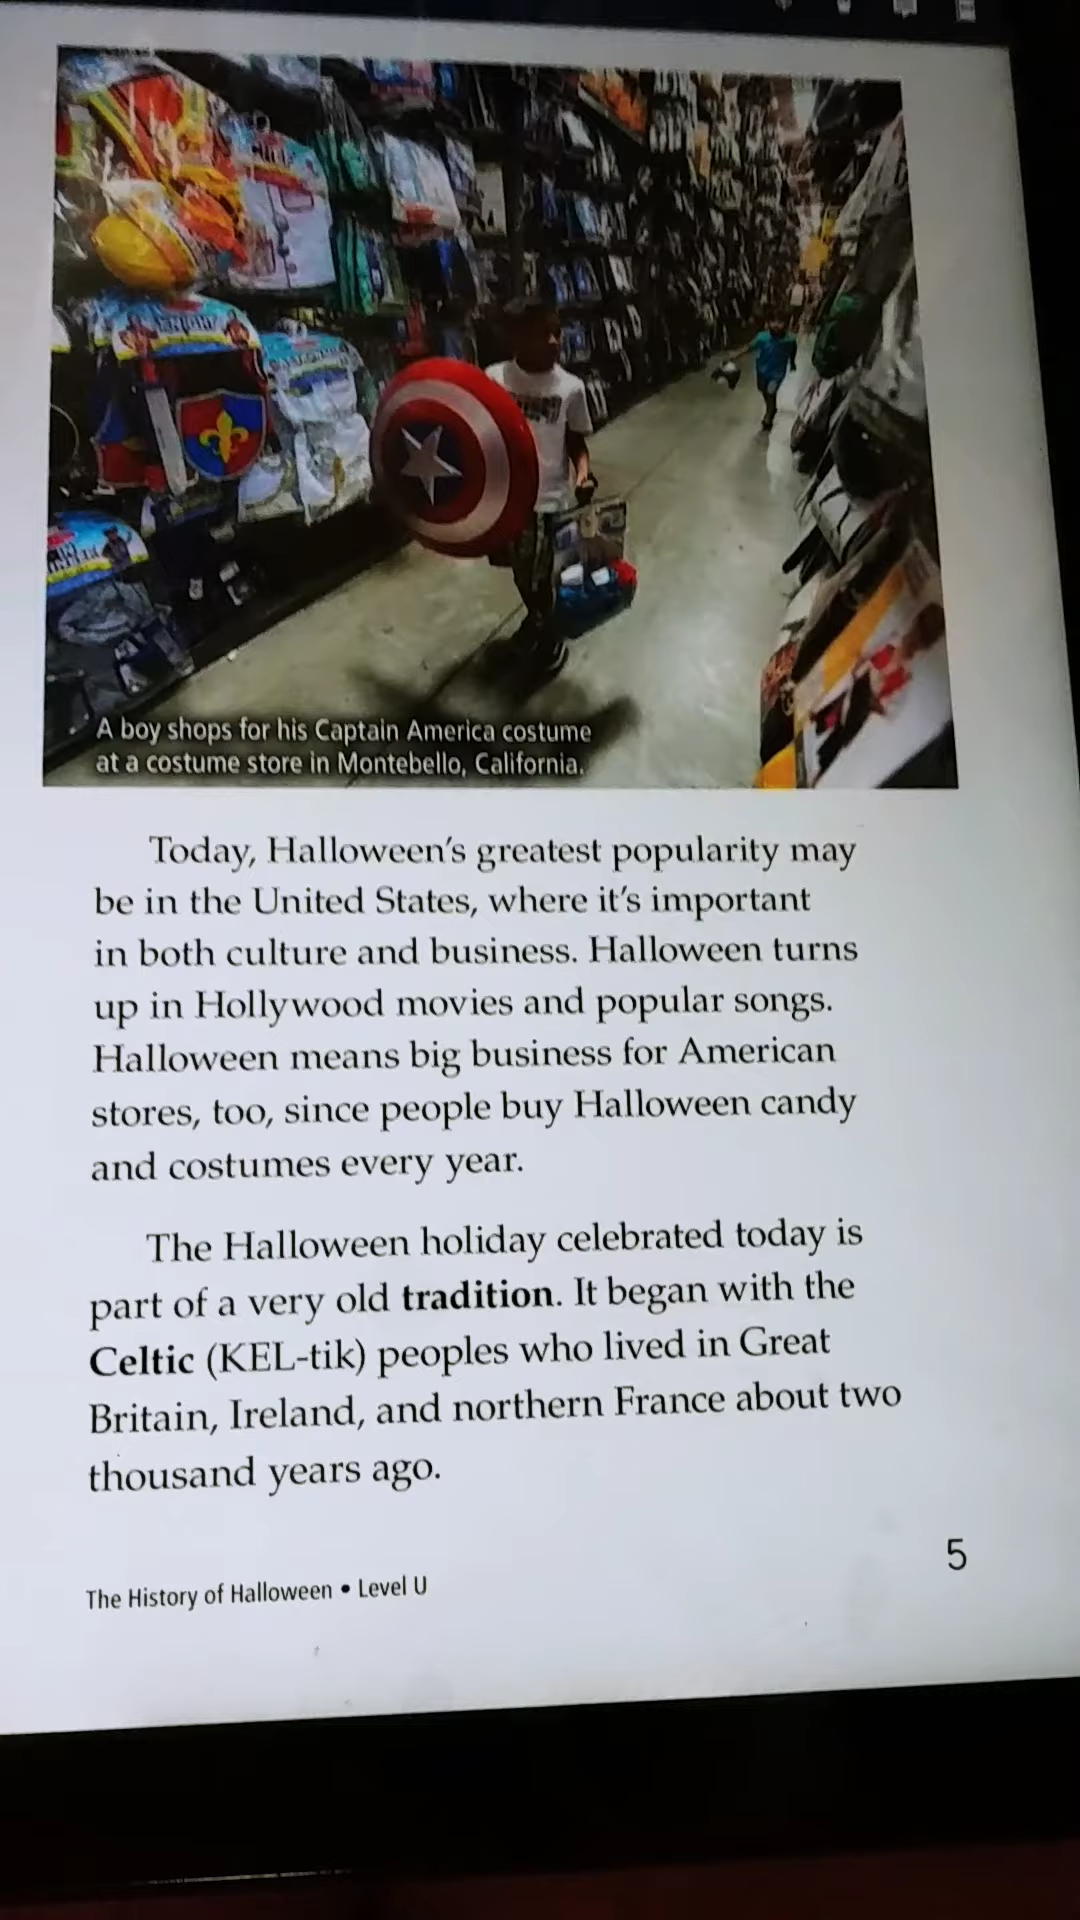 KNIGHT
A boy shops for his Captain America costume
at a costume store in Montebello, California.
Today, Halloween's greatest popularity may
be in the United States, where it's important
in both culture and business. Halloween turns
up in Hollywood movies and popular songs.
Halloween means big business for American
stores, too, since people buy Halloween candy
and costumes every year.
The Halloween holiday celebrated today is
part of a very old tradition. It began with the
Celtic (KEL-tik) peoples who lived in Great
Britain, Ireland, and northern France about two
thousand years ago.
5
The History of Halloween • Level U